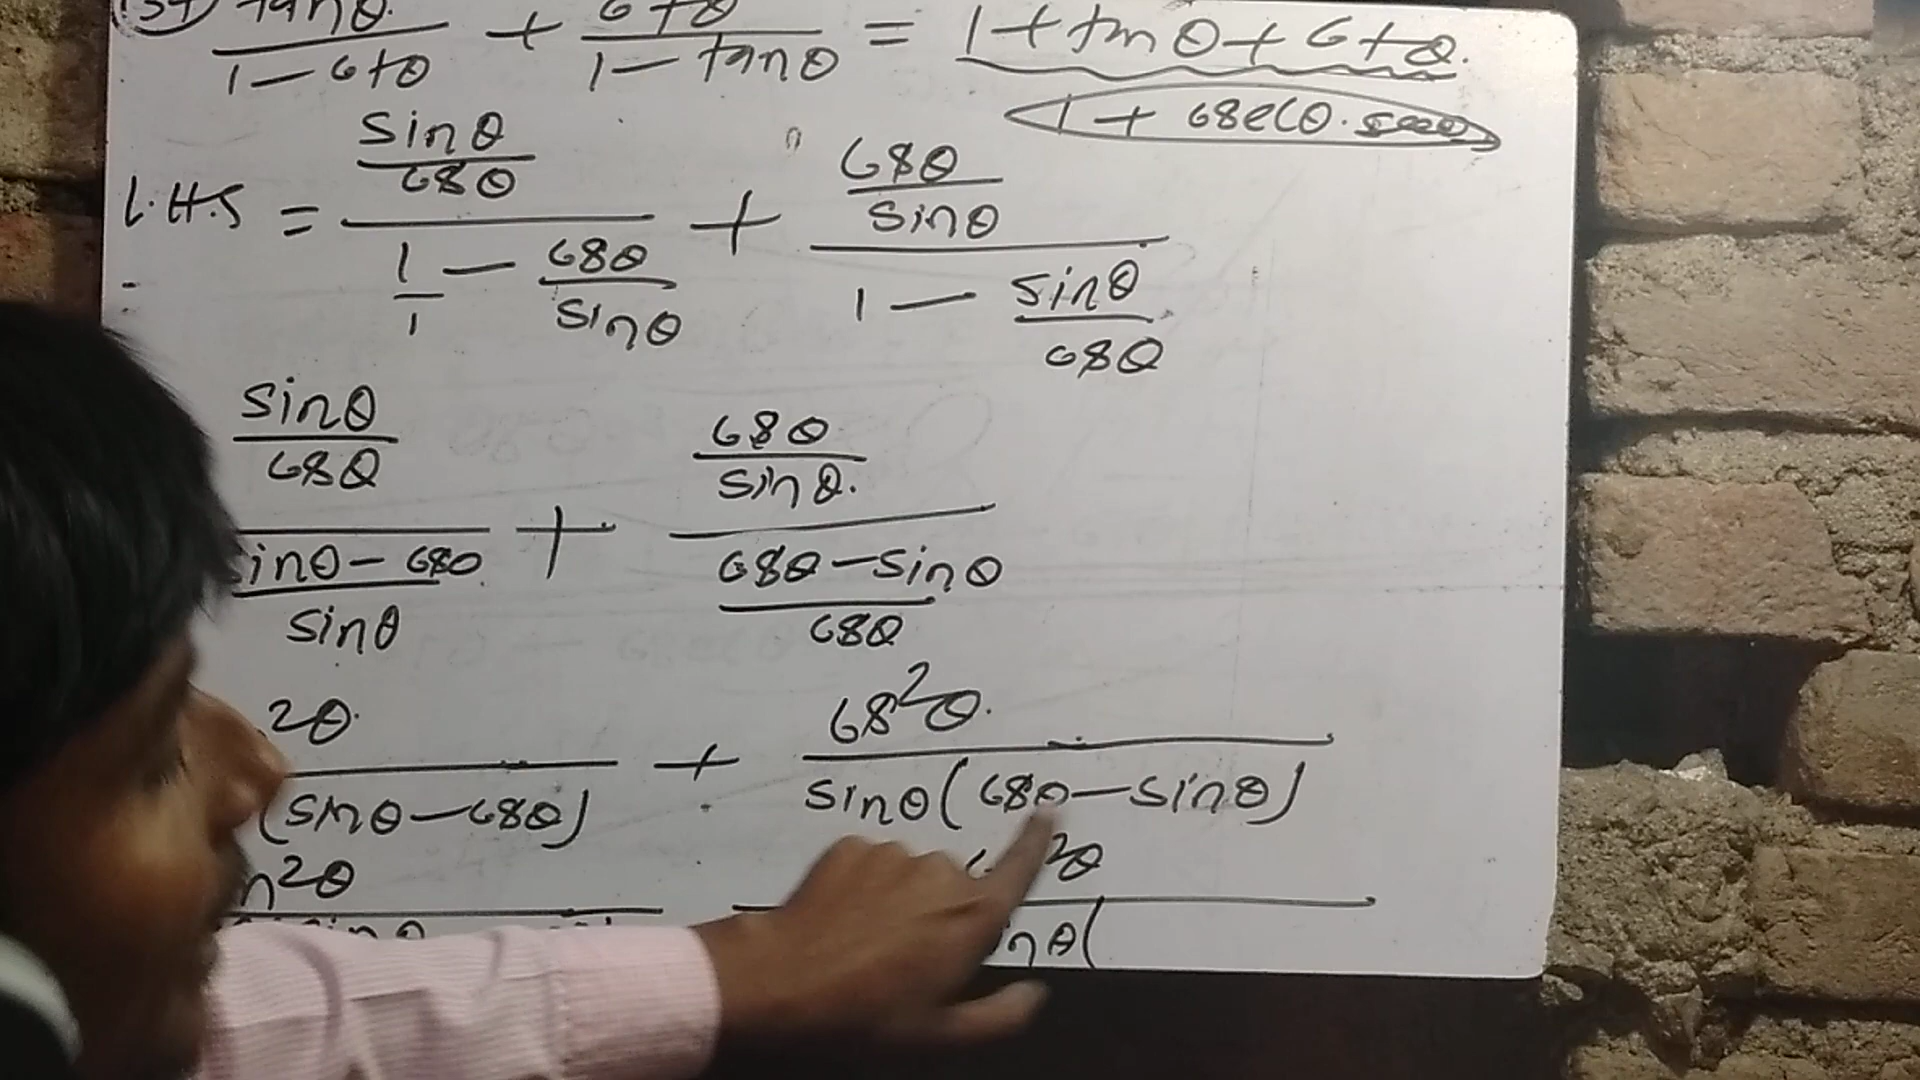 tanθ/(1 - cotθ) + cotθ/(1 - tanθ) = 1 + tanθ + cotθ.
1 + cosecθ.secθ
L.H.S = (sinθ/cosθ)/(1/1 - cosθ/sinθ) + (cosθ/sinθ)/(1 - sinθ/cosθ)
(sinθ/cosθ)/((sinθ - cosθ)/sinθ) + (cosθ/sinθ.)/((cosθ - sinθ)/cosθ)
²θ/(sinθ - cosθ) + cos²θ./sinθ(cosθ - sinθ)
n²θ ²θ/nθ(